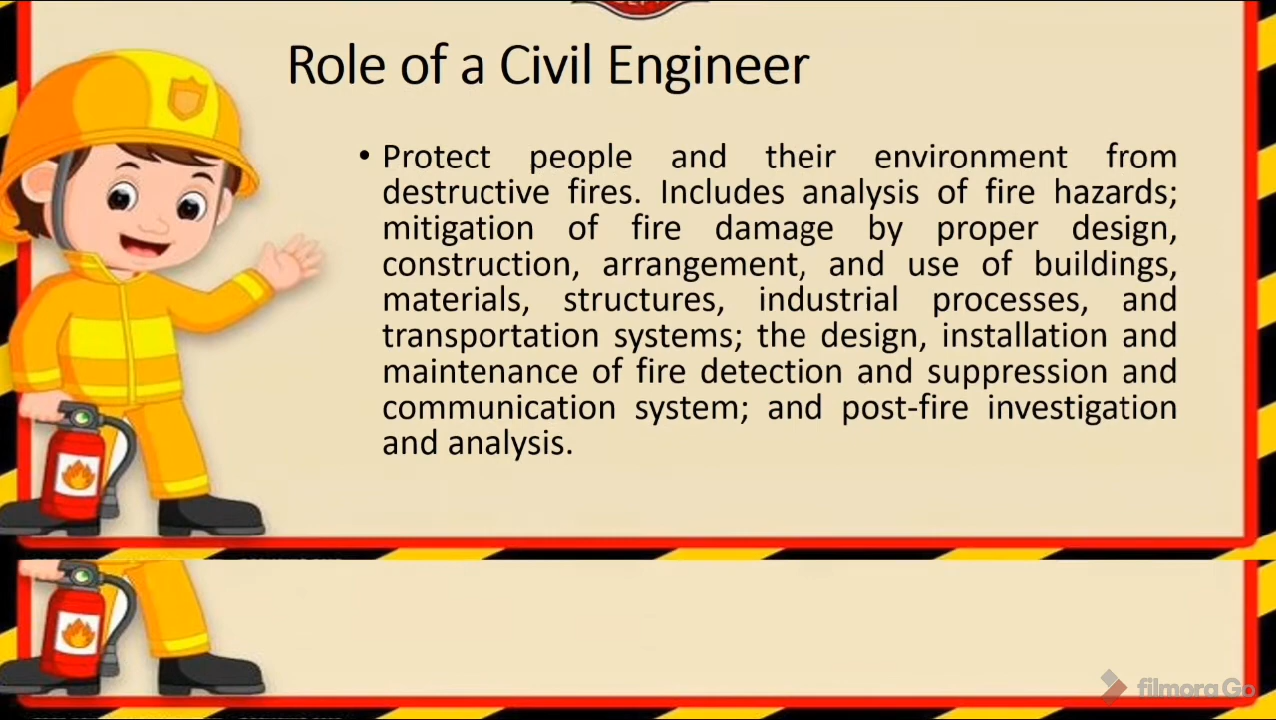 Role of a Civil Engineer
• Protect people and their environment from
destructive fires. Includes analysis of fire hazards;
mitigation of fire damage by proper design,
construction, arrangement, and use of buildings,
materials, structures, industrial processes, and
transportation systems; the design, installation and
maintenance of fire detection and suppression and
communication system; and post-fire investigation
and analysis.
filmora Go